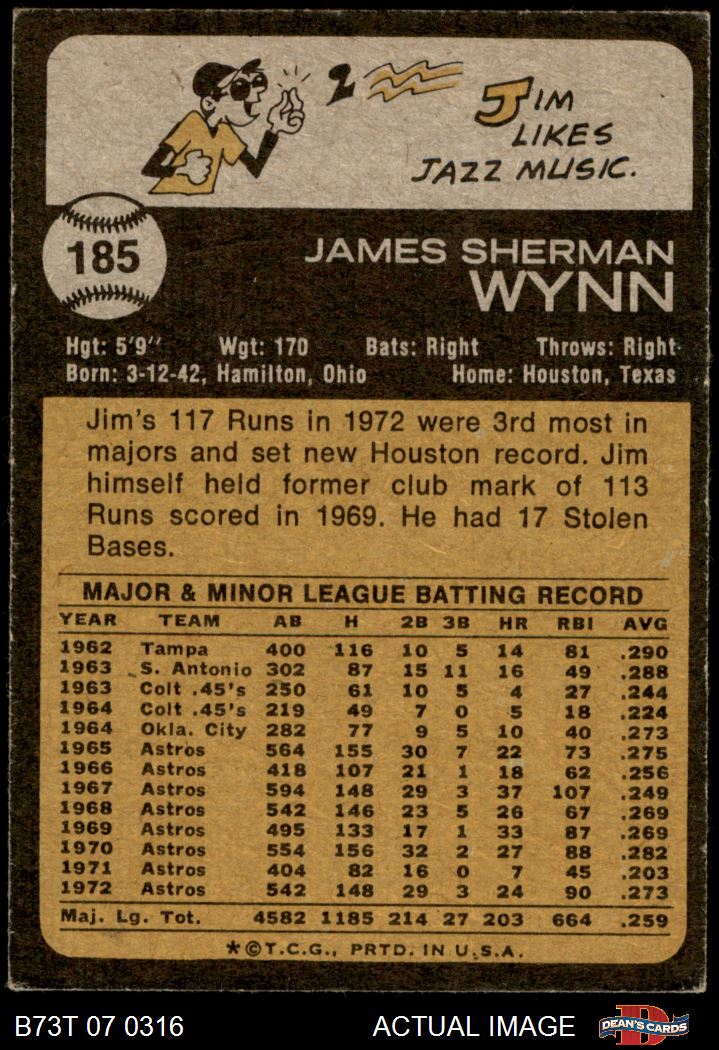 2
JIM
LIKES
JAZZ MUSIC.
185
JAMES SHERMAN
WYNN
Hgt: 5'9" Wgt: 170 Bats: Right Throws: Right
Born: 3-12-42, Hamilton, Ohio Home: Houston, Texas
Jim's 117 Runs in 1972 were 3rd most in
majors and set new Houston record. Jim
himself held former club mark of 113
Runs scored in 1969. He had 17 Stolen
Bases.
MAJOR & MINOR LEAGUE BATTING RECORD
YEAR TEAM AB H 2B 3B HR RBI AVG
1962 Tampa 400 116 10 5 14 81 .290
1963 S. Antonio 302 87 15 11 16 49 .288
1963 Colt .45's 250 61 10 5 4 27 .244
1964 Colt .45's 219 49 7 0 5 18 .224
1964 Okla. City 282 77 9 5 10 40 .273
1965 Astros 564 155 30 7 22 73 .275
1966 Astros 418 107 21 1 18 62 .256
1967 Astros 594 148 29 3 37 107 .249
1968 Astros 542 146 23 5 26 67 .269
1969 Astros 495 133 17 1 33 87 .269
1970 Astros 554 156 32 2 27 88 .282
1971 Astros 404 82 16 0 7 45 .203
1972 Astros 542 148 29 3 24 90 .273
Maj. Lg. Tot. 4582 1185 214 27 203 664 .259
*©T.C.G., PRTD. IN U.S.A.
B73T 07 0316 ACTUAL IMAGE D DEAN'S CARDS